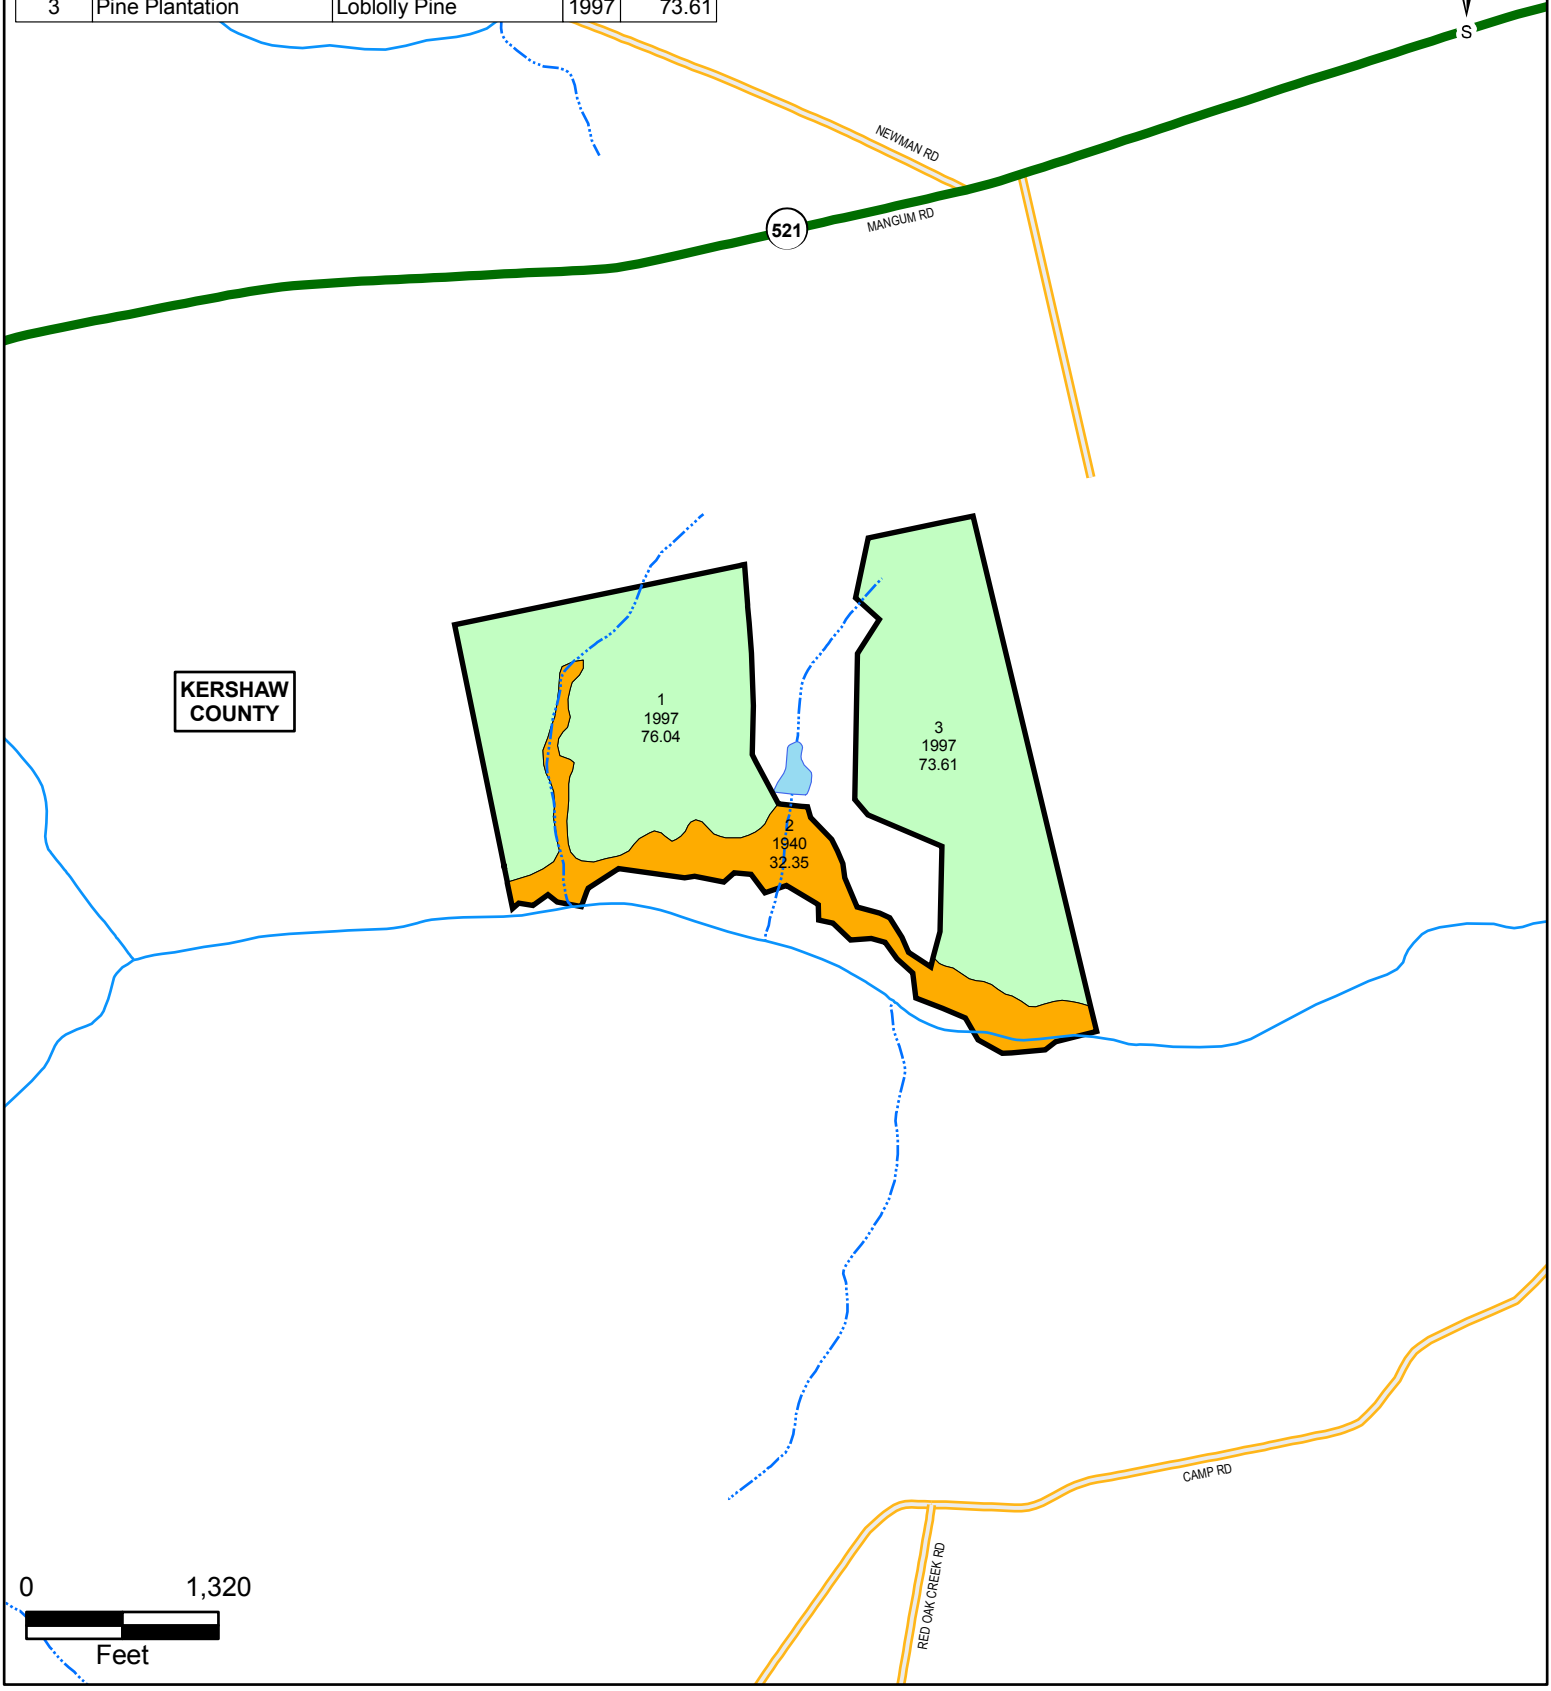 3 Pine Plantation Loblolly Pine 1997 73.61
S
NEWMAN RD
MANGUM RD
521
KERSHAW
COUNTY
1
1997
76.04
3
1997
73.61
2
1940
32.35
CAMP RD
RED OAK CREEK RD
0 1,320
Feet